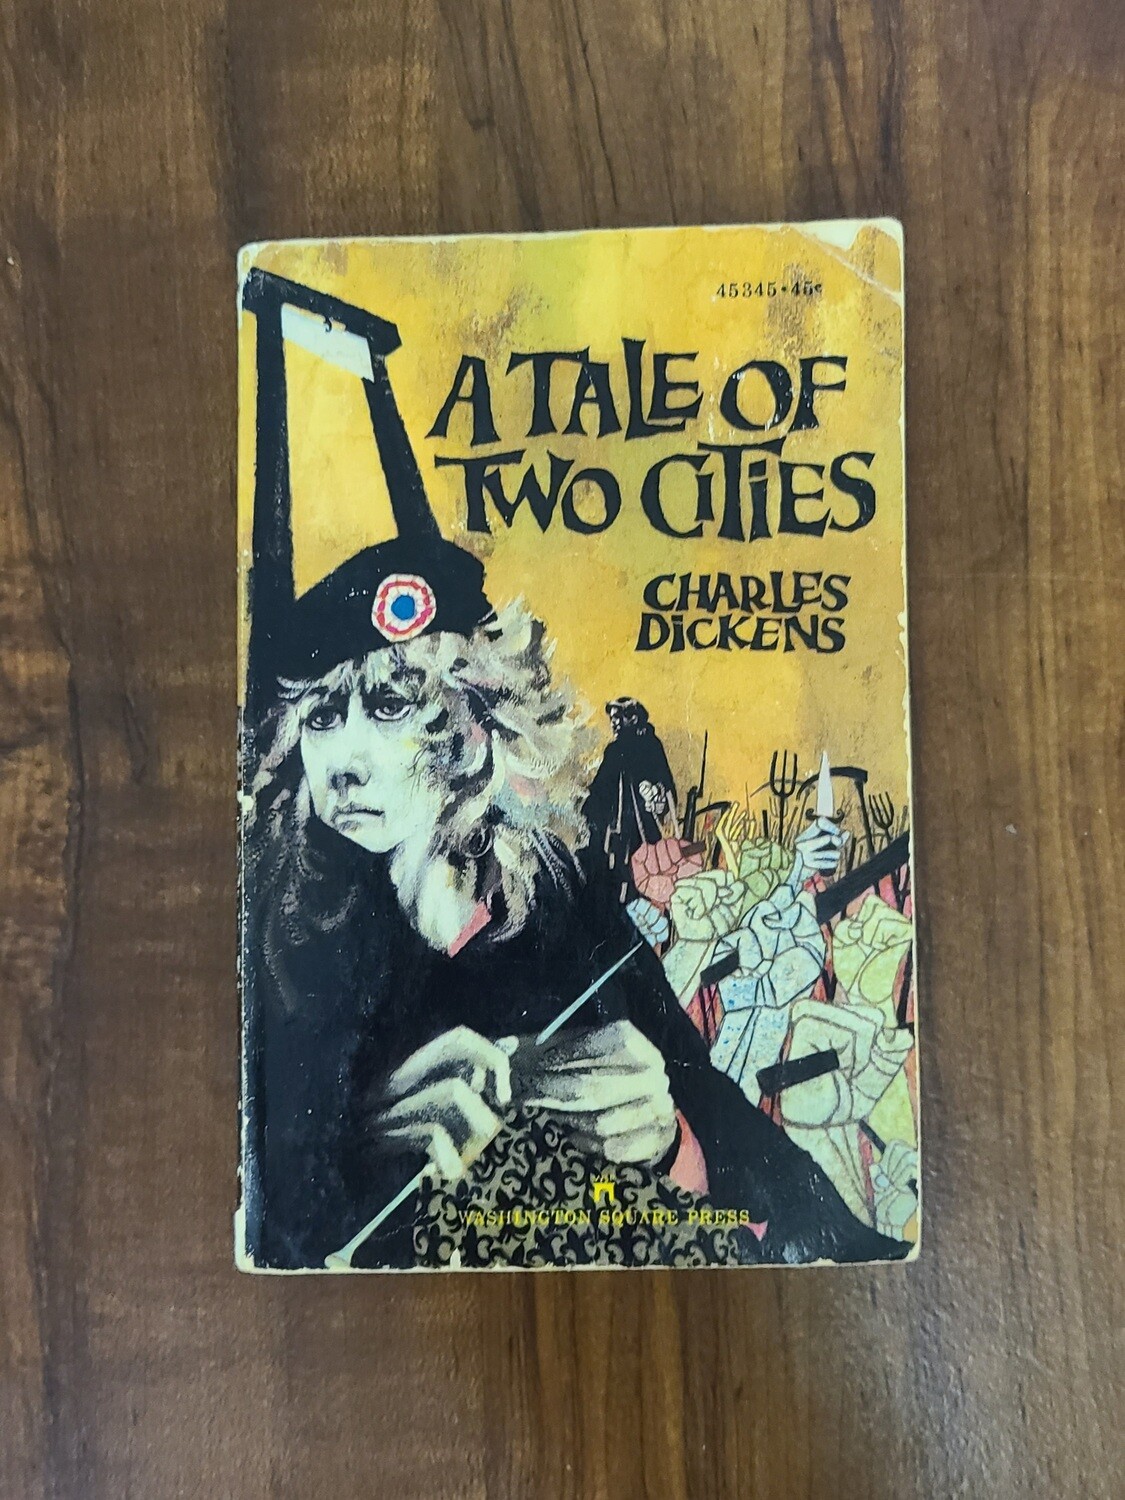 45345•45¢
A TALE OF
TWO CITIES
CHARLES
DICKENS
WASHINGTON SQUARE PRESS